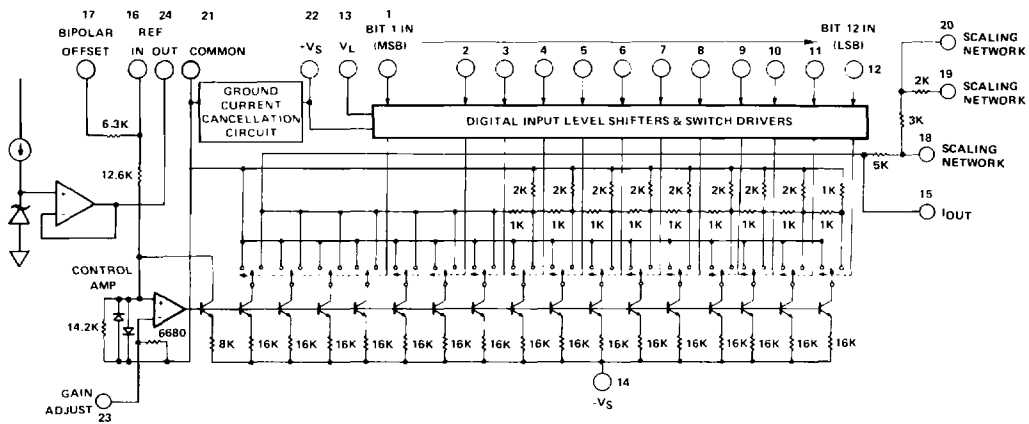 17 16 24 21 22 13 1 20
BIPOLAR OFFSET
REF
IN OUT
COMMON
-VS
VL
BIT 1 IN
(MSB)
2 3 4 5 6 7 8 9 10 11
BIT 12 IN
(LSB)
12
SCALING
NETWORK
19
2K
SCALING
NETWORK
3K
18
SCALING
NETWORK
5K
15
IOUT
GROUND
CURRENT
CANCELLATION
CIRCUIT
DIGITAL INPUT LEVEL SHIFTERS & SWITCH DRIVERS
6.3K
12.6K
2K 2K 2K 2K 2K 2K 2K 1K
1K 1K 1K 1K 1K 1K 1K 1K
CONTROL
AMP
14.2K
6680
8K 16K 16K 16K 16K 16K 16K 16K 16K 16K 16K 16K 16K 16K 16K 16K
14
-VS
GAIN
ADJUST
23